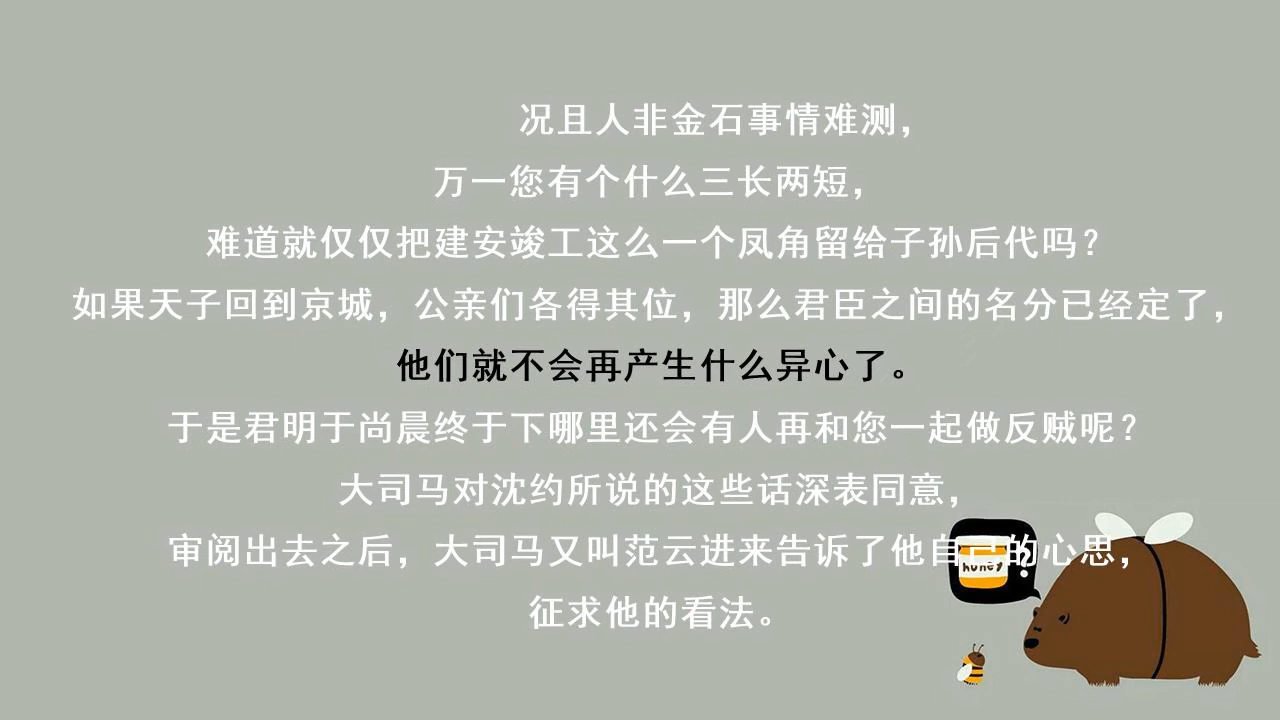 况且人非金石事情难测，
万一您有个什么三长两短，
难道就仅仅把建安竣工这么一个凤角留给子孙后代吗？
如果天子回到京城，公亲们各得其位，那么君臣之间的名分已经定了，
他们就不会再产生什么异心了。
于是君明于尚晨终于下哪里还会有人再和您一起做反贼呢？
大司马对沈约所说的这些话深表同意，
审阅出去之后，大司马又叫范云进来告诉了他自己的心思，
征求他的看法。
honey
?